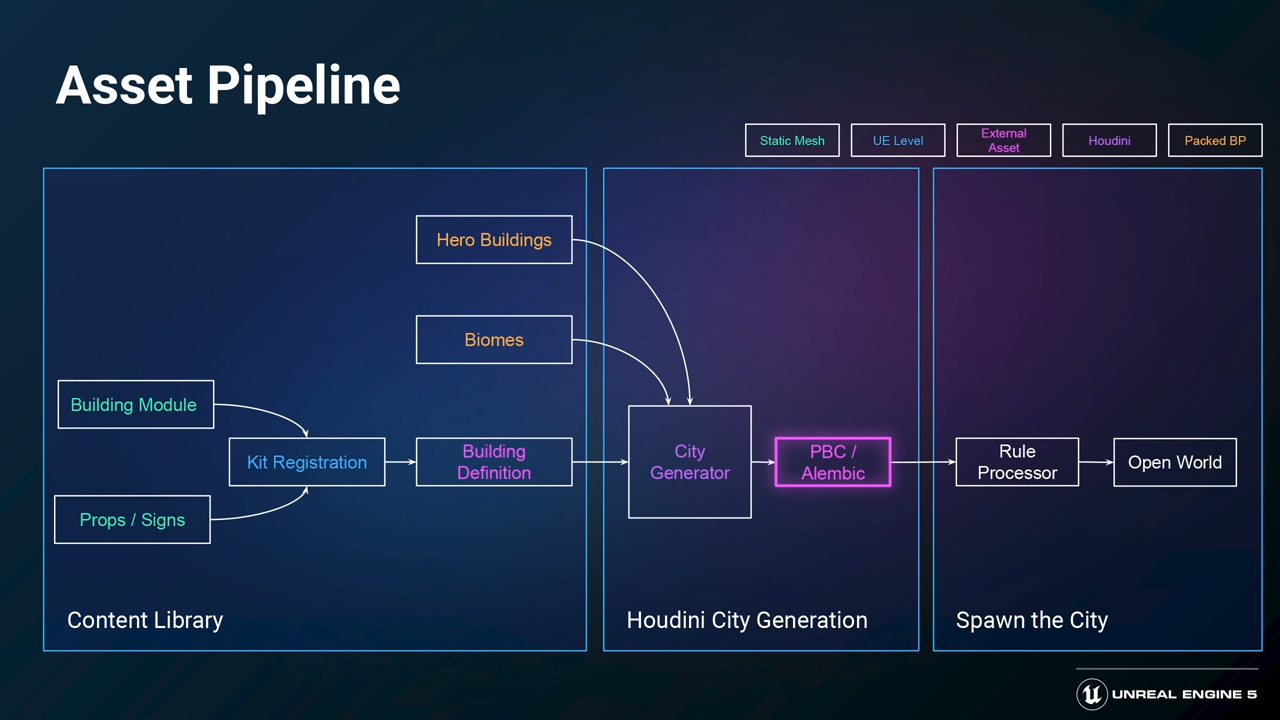 Asset Pipeline
Static Mesh
UE Level
External
Asset
Houdini
Packed BP
Hero Buildings
Biomes
Building Module
Kit Registration
Props / Signs
Building
Definition
City
Generator
PBC /
Alembic
Rule
Processor
Open World
Content Library
Houdini City Generation
Spawn the City
UNREAL ENGINE 5